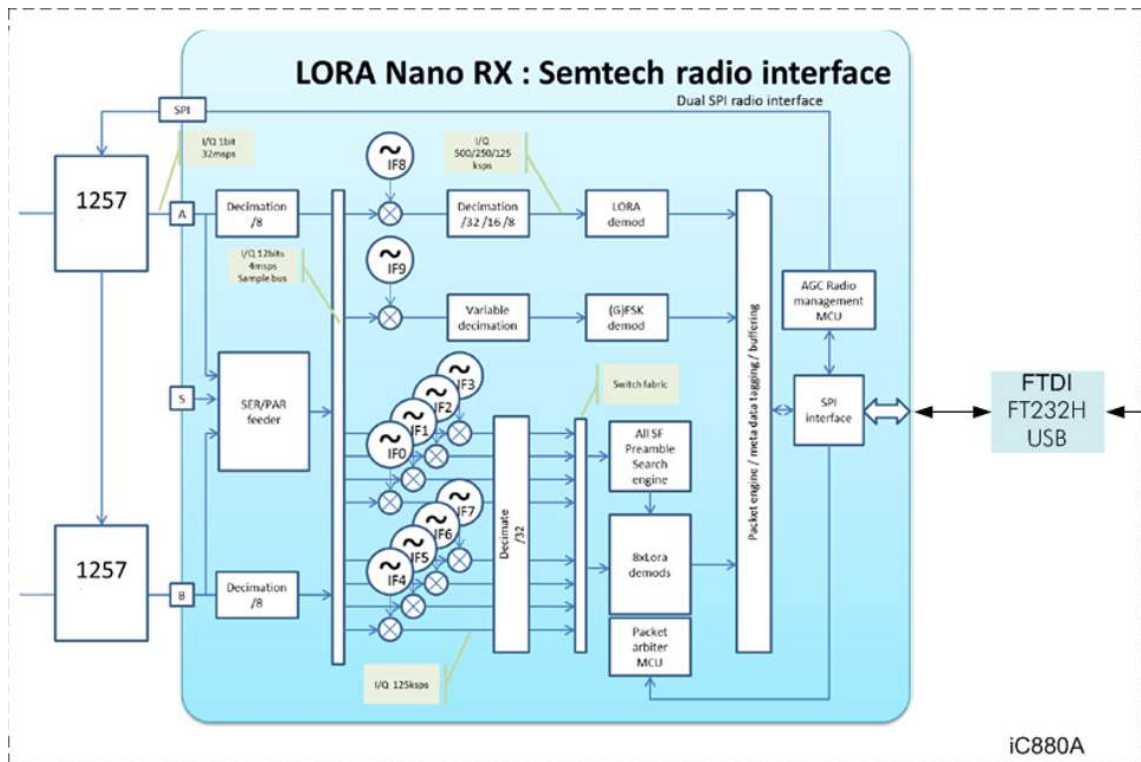 LORA Nano RX : Semtech radio interface
Dual SPI radio interface
SPI
I/Q 1bit
32msps
1257
A
Decimation
/8
~
IF8
I/Q
500/250/125
ksps
Decimation
/32 /16 /8
LORA
demod
I/Q 12bits
4msps
Sample bus
~
IF9
Variable
decimation
(G)FSK
demod
AGC Radio
management
MCU
S
SER/PAR
feeder
~
IF3
~
IF2
~
IF1
~
IF0
Switch fabric
All SF
Preamble
Search
engine
Packet engine / meta data tagging / buffering
SPI
interface
FTDI
FT232H
USB
Decimate
/32
~
IF7
~
IF6
~
IF5
~
IF4
8xLora
demods
1257
B
Decimation
/8
Packet
arbiter
MCU
I/Q 125ksps
iC880A